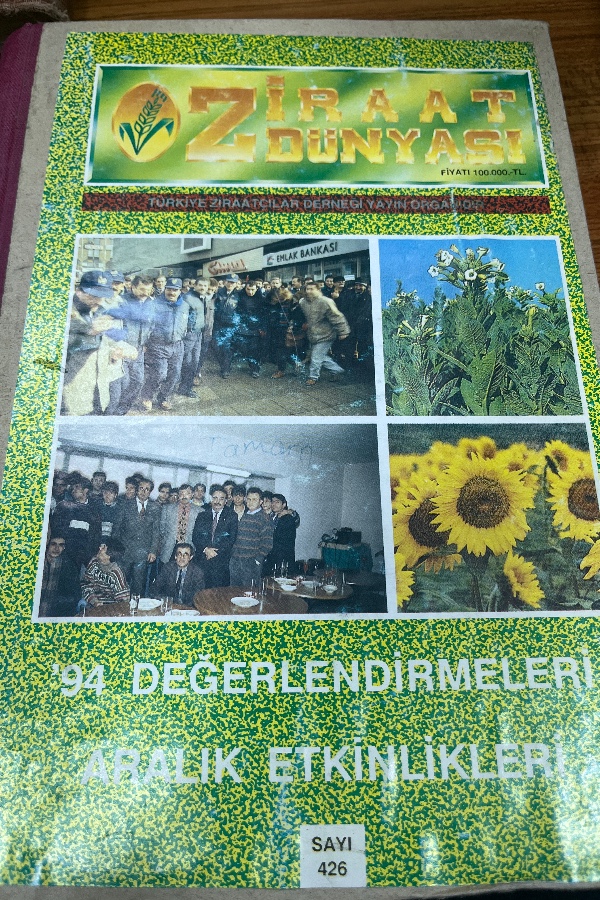 ZİRAAT
DÜNYASI
FİYATI 100.000.-TL.
TÜRKİYE ZİRAATÇILAR DERNEĞİ YAYIN ORGANIDIR
EMLAK BANKASI
Tamam
'94 DEĞERLENDİRMELERİ
ARALIK ETKİNLİKLERİ
SAYI
426